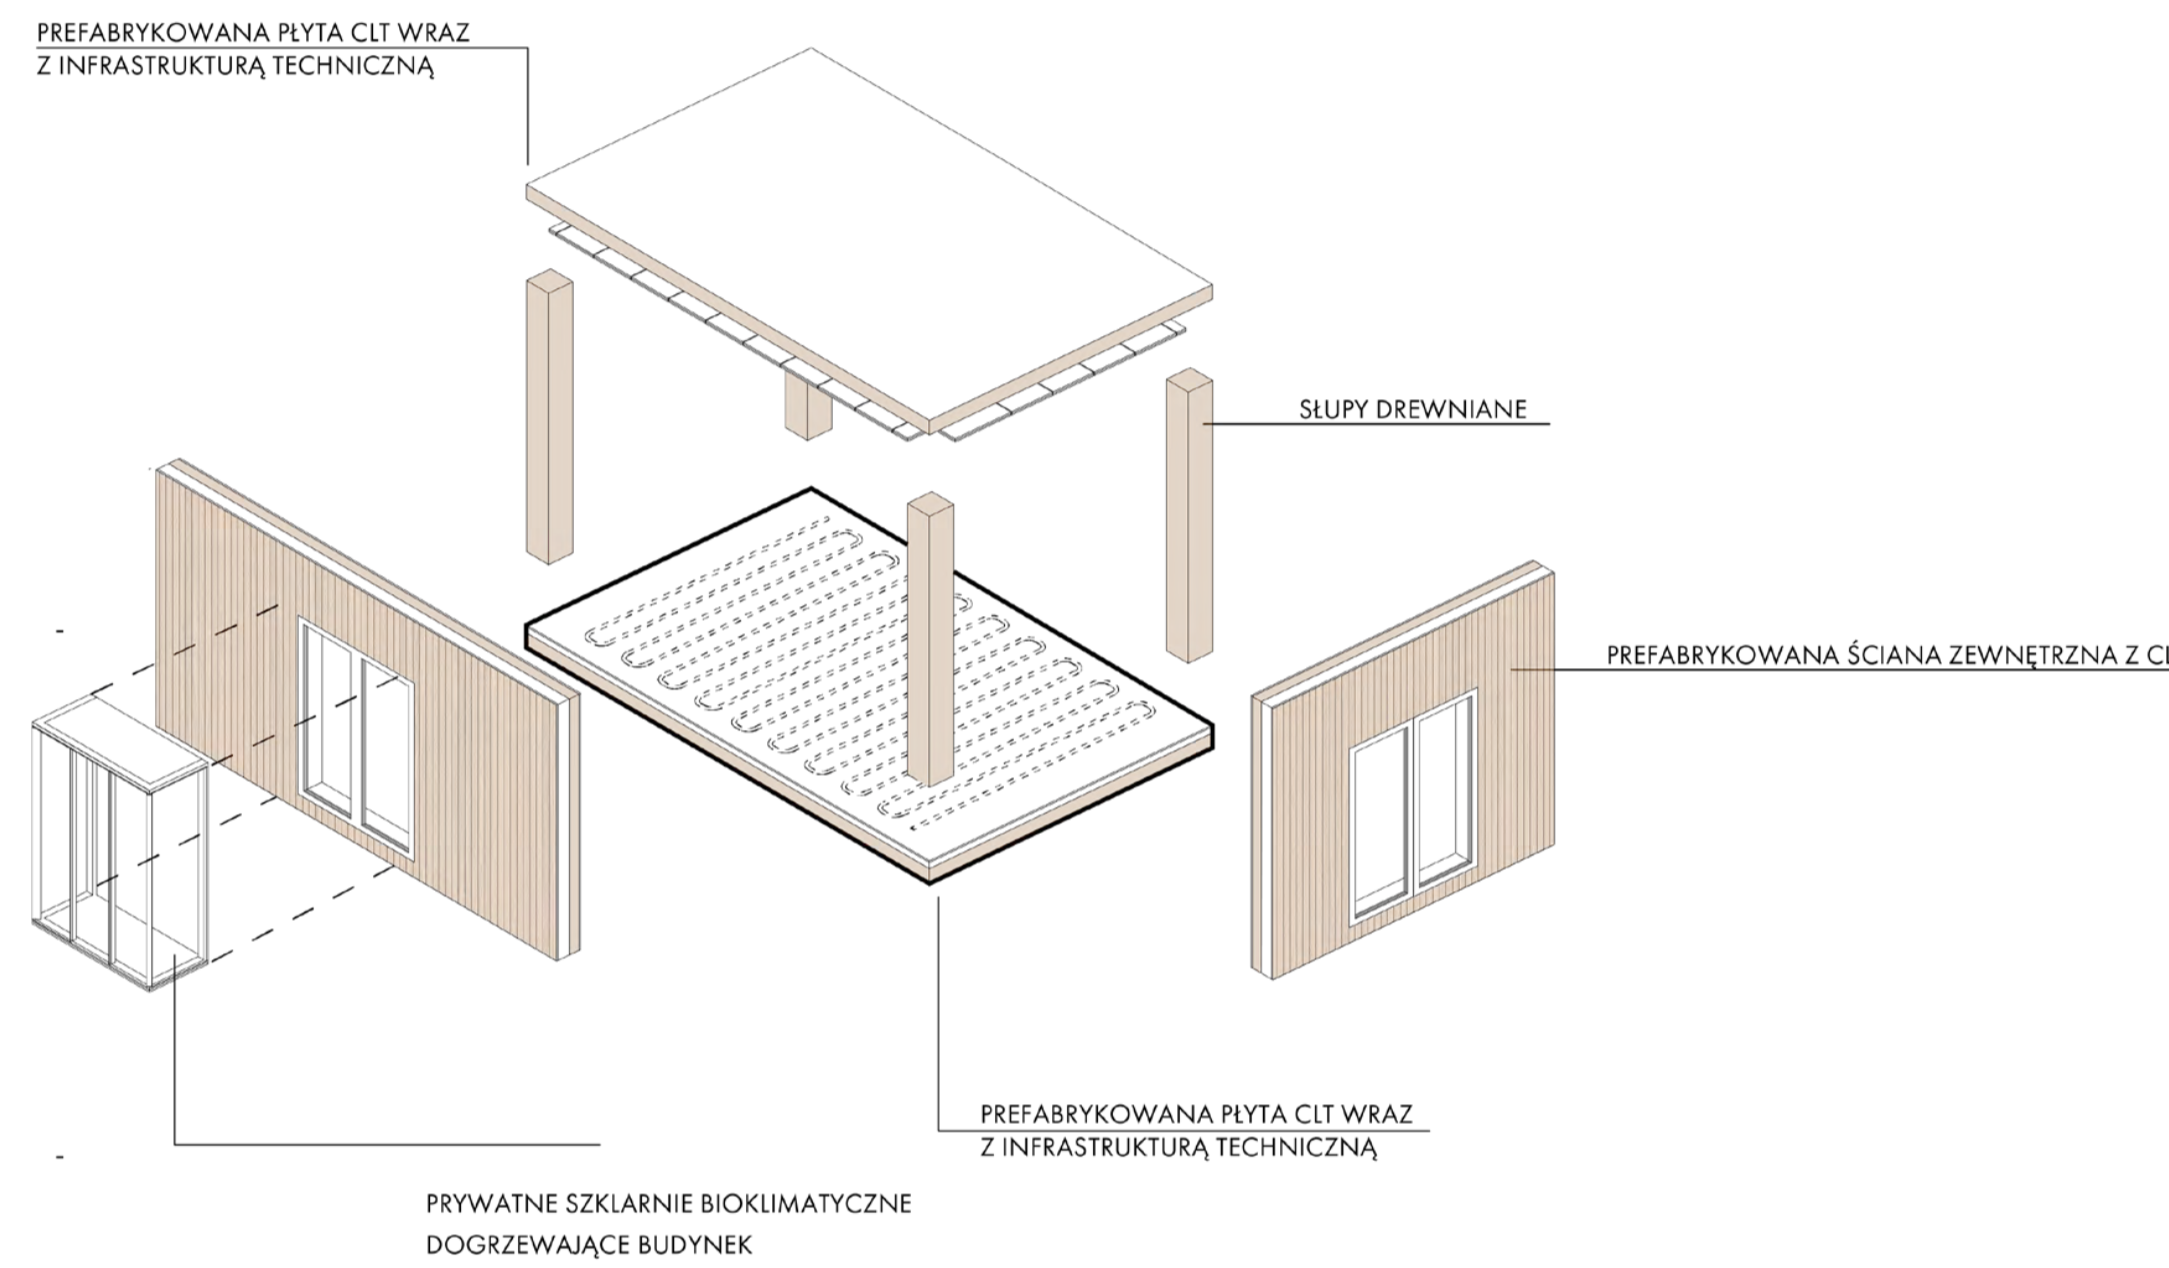 PREFABRYKOWANA PŁYTA CLT WRAZ
Z INFRASTRUKTURĄ TECHNICZNĄ
SŁUPY DREWNIANE
PREFABRYKOWANA ŚCIANA ZEWNĘTRZNA Z
PREFABRYKOWANA PŁYTA CLT WRAZ
Z INFRASTRUKTURĄ TECHNICZNĄ
PRYWATNE SZKLARNIE BIOKLIMATYCZNE
DOGRZEWAJĄCE BUDYNEK